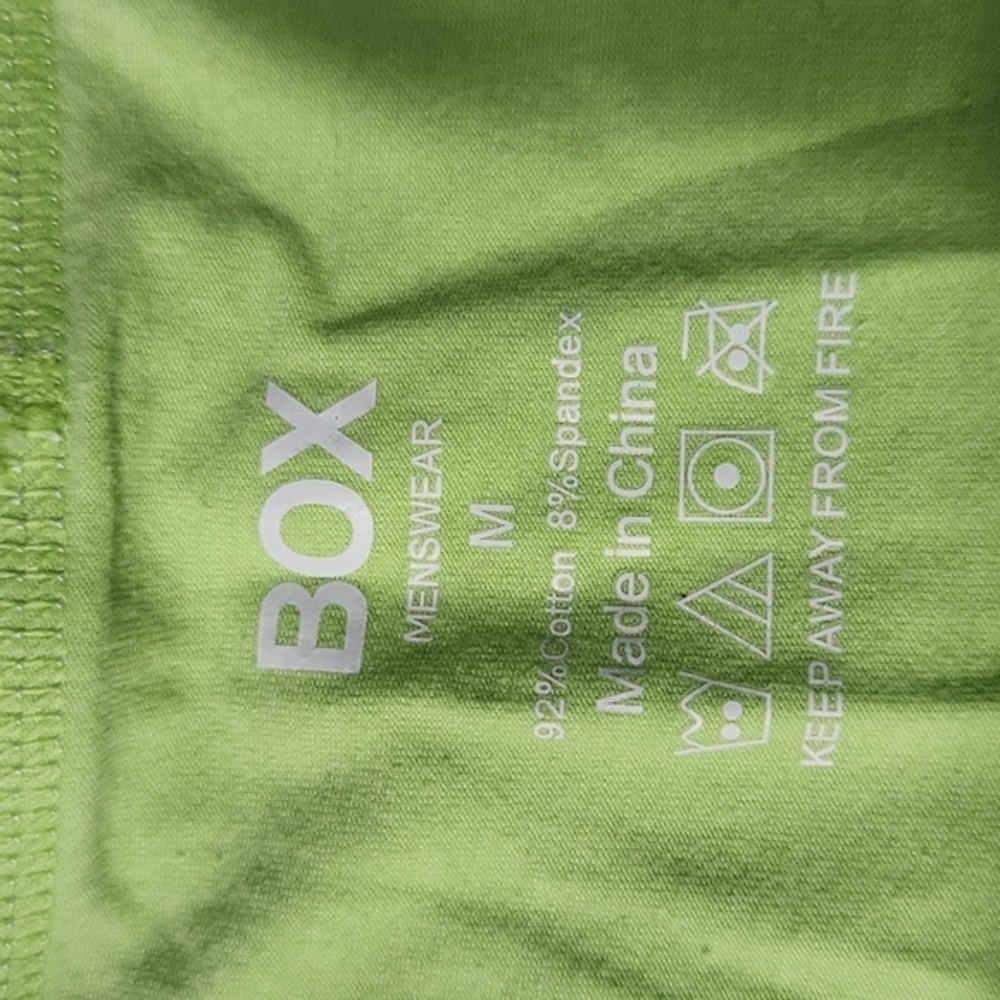 BOX
MENSWEAR
M
92%Cotton 8%Spandex
Made in China
KEEP AWAY FROM FIRE